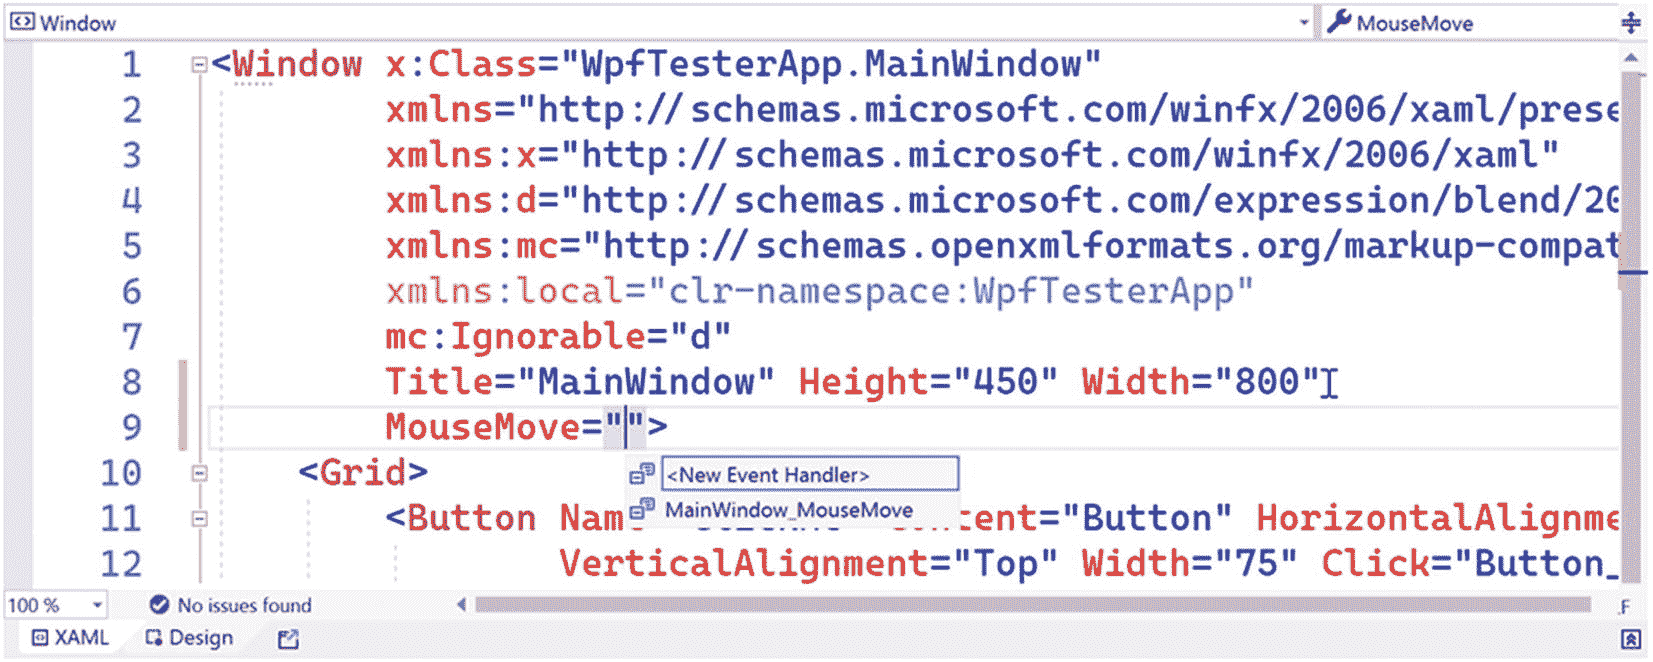 Window MouseMove
1 <Window x:Class="WpfTesterApp.MainWindow"
2 xmlns="http://schemas.microsoft.com/winfx/2006/xaml/prese
3 xmlns:x="http://schemas.microsoft.com/winfx/2006/xaml"
4 xmlns:d="http://schemas.microsoft.com/expression/blend/20
5 xmlns:mc="http://schemas.openxmlformats.org/markup-compat
6 xmlns:local="clr-namespace:WpfTesterApp"
7 mc:Ignorable="d"
8 Title="MainWindow" Height="450" Width="800"
9 MouseMove="">
10 <Grid>
<New Event Handler>
11 <Button Nam ntent="Button" HorizontalAlignme
MainWindow_MouseMove
12 VerticalAlignment="Top" Width="75" Click="Button_
100 % No issues found
XAML Design